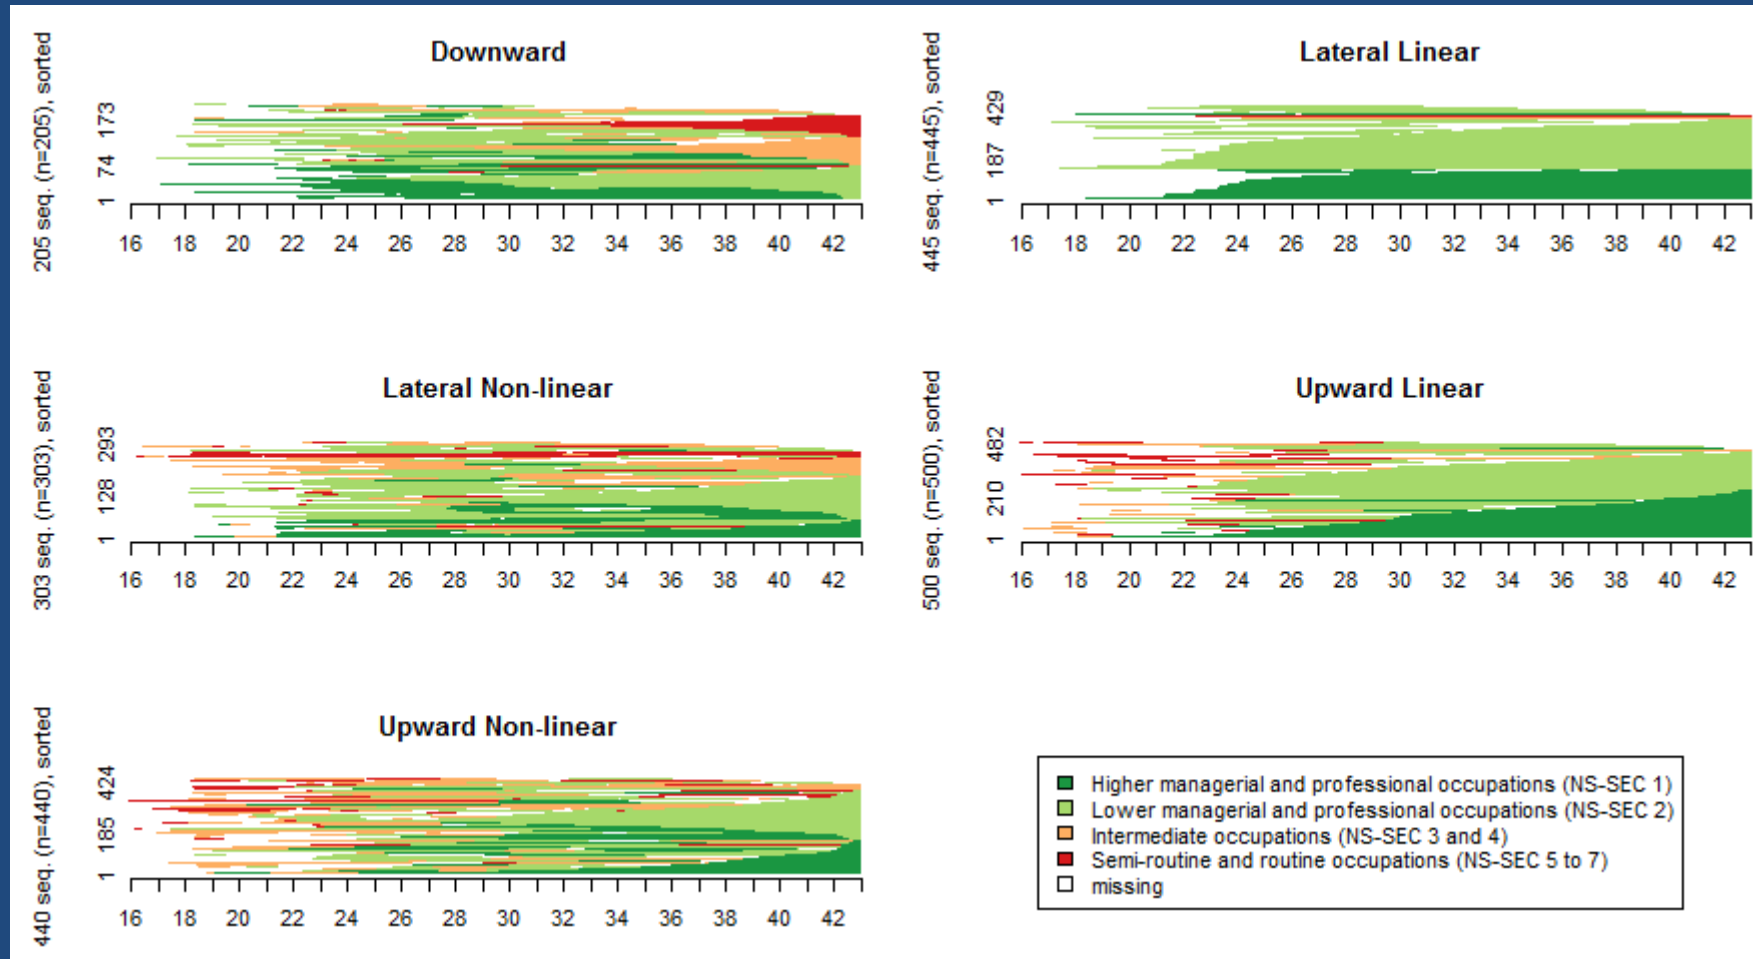 Downward
205 seq. (n=205), sorted
1 74 173
16 18 20 22 24 26 28 30 32 34 36 38 40 42
Lateral Linear
445 seq. (n=445), sorted
1 187 429
16 18 20 22 24 26 28 30 32 34 36 38 40 42
Lateral Non-linear
303 seq. (n=303), sorted
1 128 293
16 18 20 22 24 26 28 30 32 34 36 38 40 42
Upward Linear
500 seq. (n=500), sorted
1 210 482
16 18 20 22 24 26 28 30 32 34 36 38 40 42
Upward Non-linear
440 seq. (n=440), sorted
1 185 424
16 18 20 22 24 26 28 30 32 34 36 38 40 42
Higher managerial and professional occupations (NS-SEC 1)
Lower managerial and professional occupations (NS-SEC 2)
Intermediate occupations (NS-SEC 3 and 4)
Semi-routine and routine occupations (NS-SEC 5 to 7)
missing